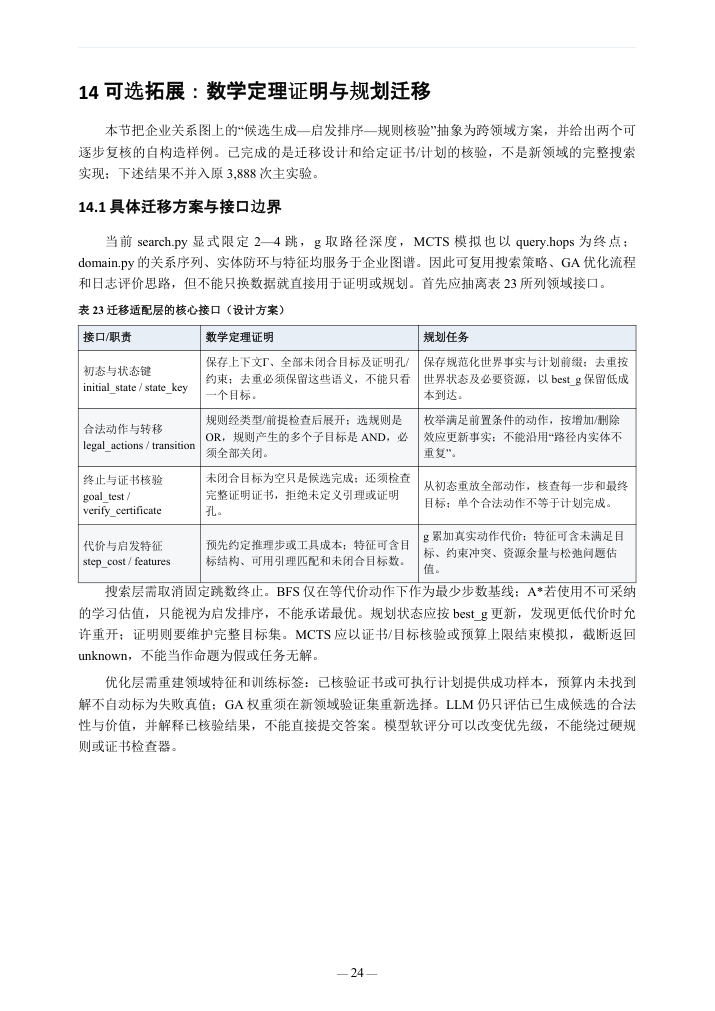 14 可选拓展：数学定理证明与规划迁移
本节把企业关系图上的“候选生成—启发排序—规则核验”抽象为跨领域方案，并给出两个可
逐步复核的自构造样例。已完成的是迁移设计和给定证书/计划的核验，不是新领域的完整搜索
实现；下述结果不并入原 3,888 次主实验。
14.1 具体迁移方案与接口边界
当前 search.py 显式限定 2—4 跳，g 取路径深度，MCTS 模拟也以 query.hops 为终点；
domain.py 的关系序列、实体防环与特征均服务于企业图谱。因此可复用搜索策略、GA 优化流程
和日志评价思路，但不能只换数据就直接用于证明或规划。首先应抽离表 23 所列领域接口。
表 23 迁移适配层的核心接口（设计方案）
接口/职责 数学定理证明 规划任务
初态与状态键
initial_state / state_key
保存上下文Γ、全部未闭合目标及证明孔/
约束；去重必须保留这些语义，不能只看
一个目标。
保存规范化世界事实与计划前缀；去重按
世界状态及必要资源，以 best_g 保留低成
本到达。
合法动作与转移
legal_actions / transition
规则经类型/前提检查后展开；选规则是
OR，规则产生的多个子目标是 AND，必
须全部关闭。
枚举满足前置条件的动作，按增加/删除
效应更新事实；不能沿用“路径内实体不
重复”。
终止与证书核验
goal_test /
verify_certificate
未闭合目标为空只是候选完成；还须检查
完整证明证书，拒绝未定义引理或证明
孔。
从初态重放全部动作，核查每一步和最终
目标；单个合法动作不等于计划完成。
代价与启发特征
step_cost / features
预先约定推理步或工具成本；特征可含目
标结构、可用引理匹配和未闭合目标数。
g 累加真实动作代价；特征可含未满足目
标、约束冲突、资源余量与松弛问题估
值。
搜索层需取消固定跳数终止。BFS 仅在等代价动作下作为最少步数基线；A*若使用不可采纳
的学习估值，只能视为启发排序，不能承诺最优。规划状态应按 best_g 更新，发现更低代价时允
许重开；证明则要维护完整目标集。MCTS 应以证书/目标核验或预算上限结束模拟，截断返回
unknown，不能当作命题为假或任务无解。
优化层需重建领域特征和训练标签：已核验证书或可执行计划提供成功样本，预算内未找到
解不自动标为失败真值；GA 权重须在新领域验证集重新选择。LLM 仍只评估已生成候选的合法
性与价值，并解释已核验结果，不能直接提交答案。模型软评分可以改变优先级，不能绕过硬规
则或证书检查器。
— 24 —